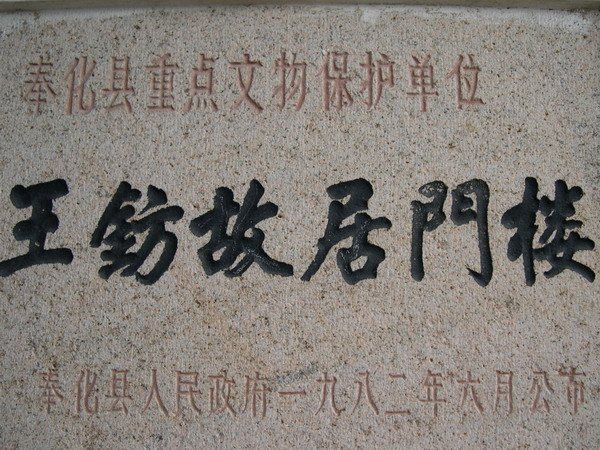 奉化县重点文物保护单位
王钫故居門楼
奉化县人民政府一九八二年六月公布